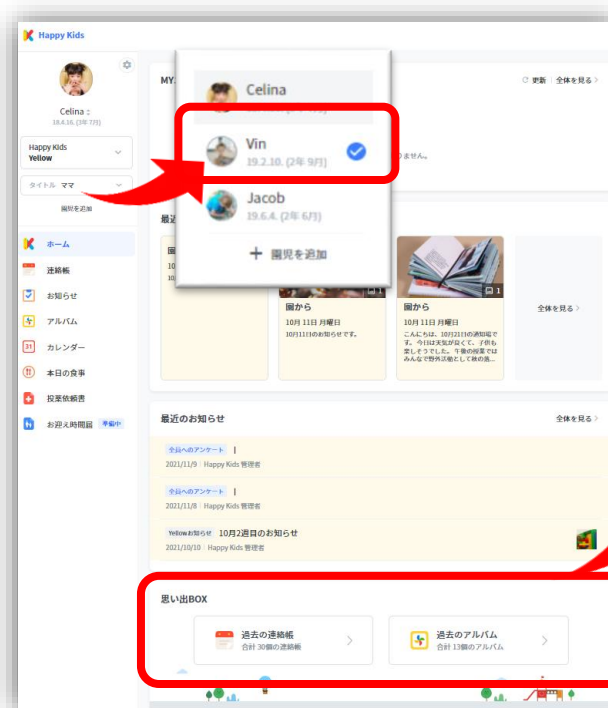 Happy Kids
Celina :
18.4.16. (3年 7月)
Happy Kids
Yellow
タイトル ママ
園児を追加
ホーム
連絡帳
お知らせ
アルバム
カレンダー
本日の食事
投薬依頼書
お迎え時間届 準備中
MY
更新 全体を見る
Celina
Vin
19.2.10. (2年 9月)
Jacob
19.6.4. (2年 6月)
+ 園児を追加
りません。
最近
園から
10月 11日 月曜日
10月11日のお知らせです。
1
園から
10月 11日 月曜日
こんにちは、10月21日の通知場で
す。今日は天気が良くて、子供も
楽しそうでした。午後の授業では
みんなで野外活動として秋の落...
全体を見る
最近のお知らせ
全体を見る
全員へのアンケート
2021/11/9 Happy Kids 管理者
全員へのアンケート
2021/11/8 Happy Kids 管理者
Yellowお知らせ 10月2週目のお知らせ
2021/10/10 Happy Kids 管理者
思い出BOX
過去の連絡帳
合計 30個の連絡帳
過去のアルバム
合計 13個のアルバム